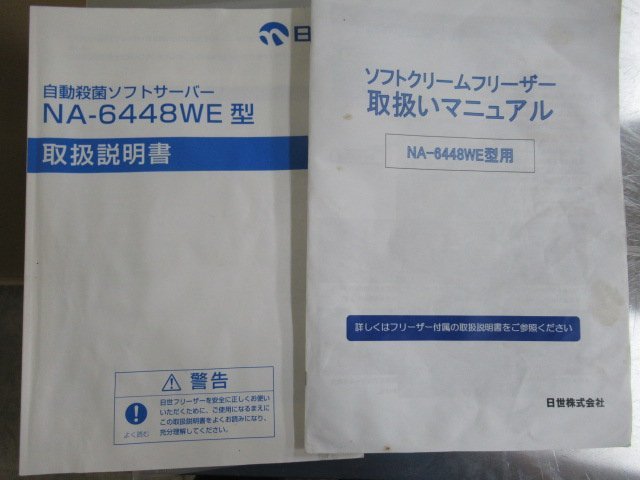 日
自動殺菌ソフトサーバー
NA-6448WE 型
取扱説明書
警告
日世フリーザーを安全に正しくお使い
いただくために、ご使用になるまえに
この取扱説明書をよくお読みになり、
充分理解してください。
よく読む
ソフトクリームフリーザー
取扱いマニュアル
NA-6448WE型用
詳しくはフリーザー付属の取扱説明書をご参照ください
日世株式会社